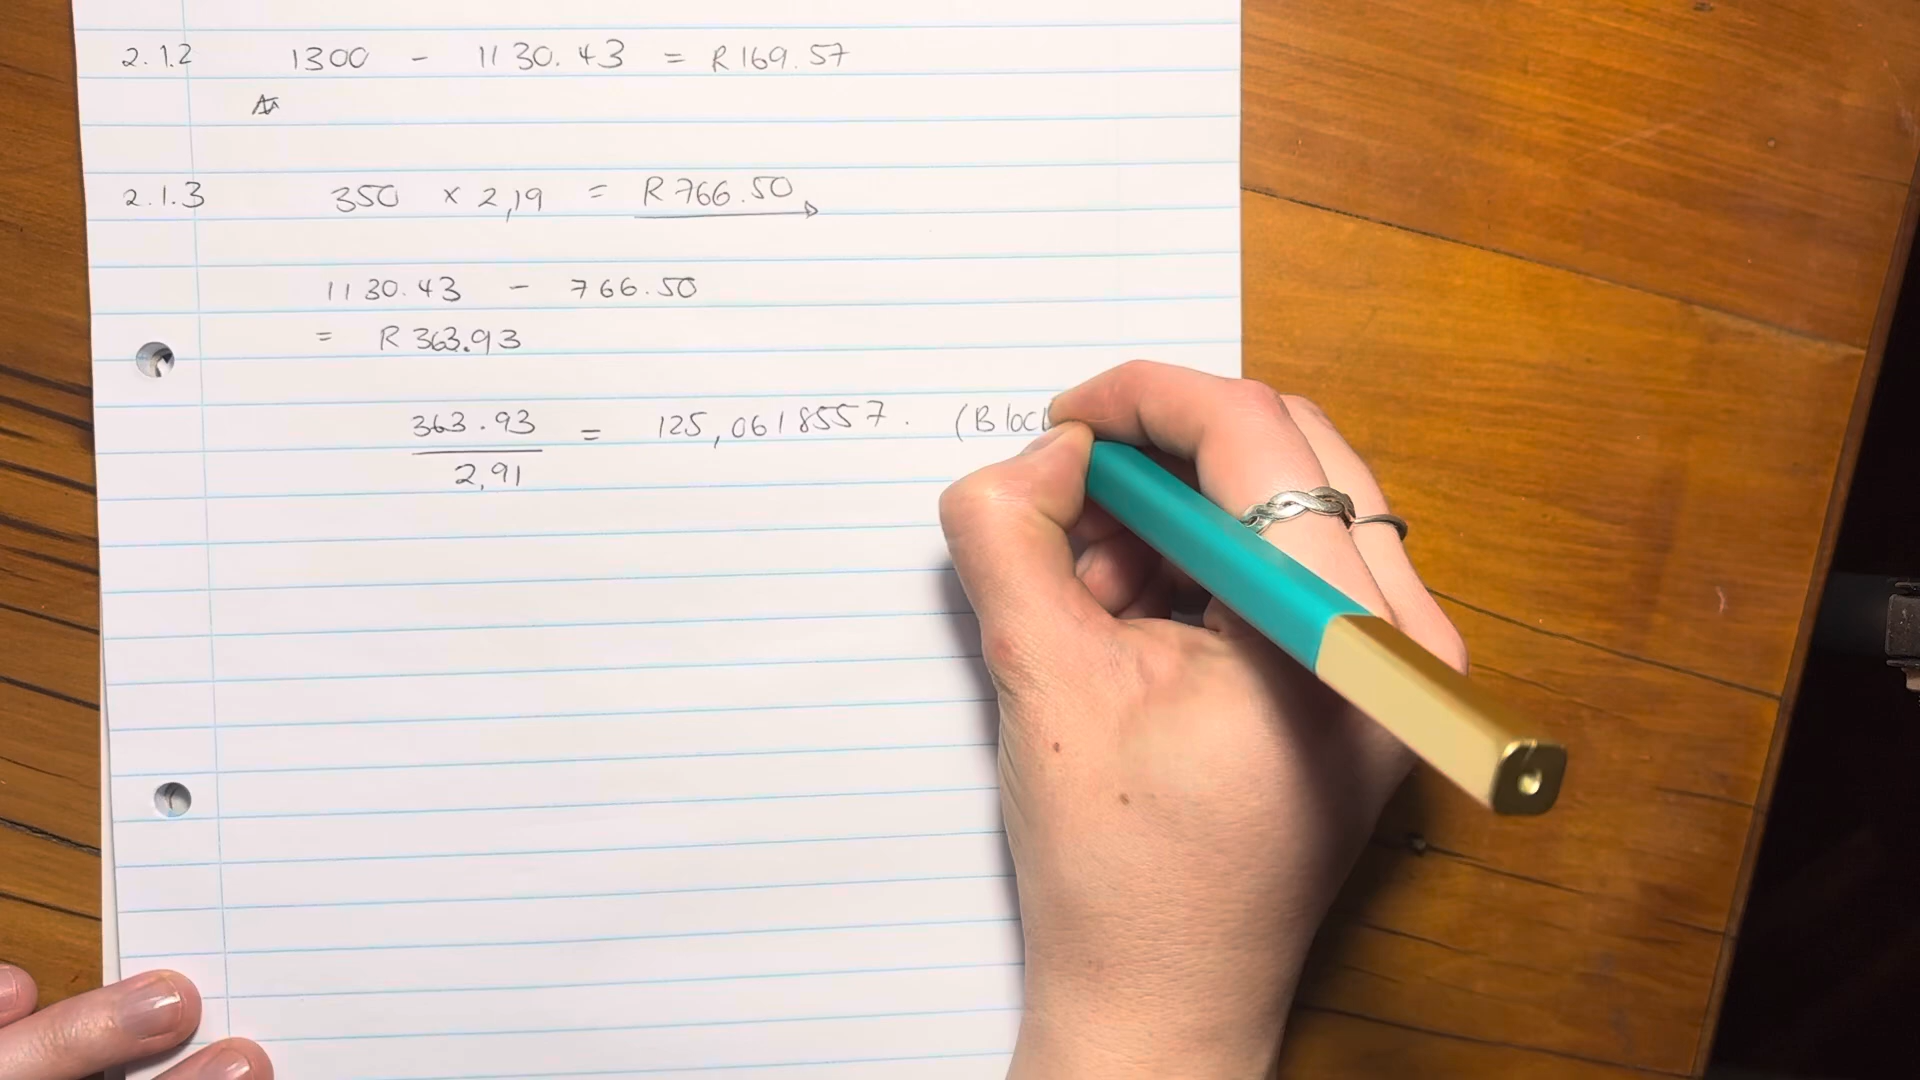 2.1.2 1300 - 1130.43 = R169.57
2.1.3 350 x 2,19 = R766.50
1130.43 - 766.50
= R363.93
363.93 = 125,0618557. (Block
2,91